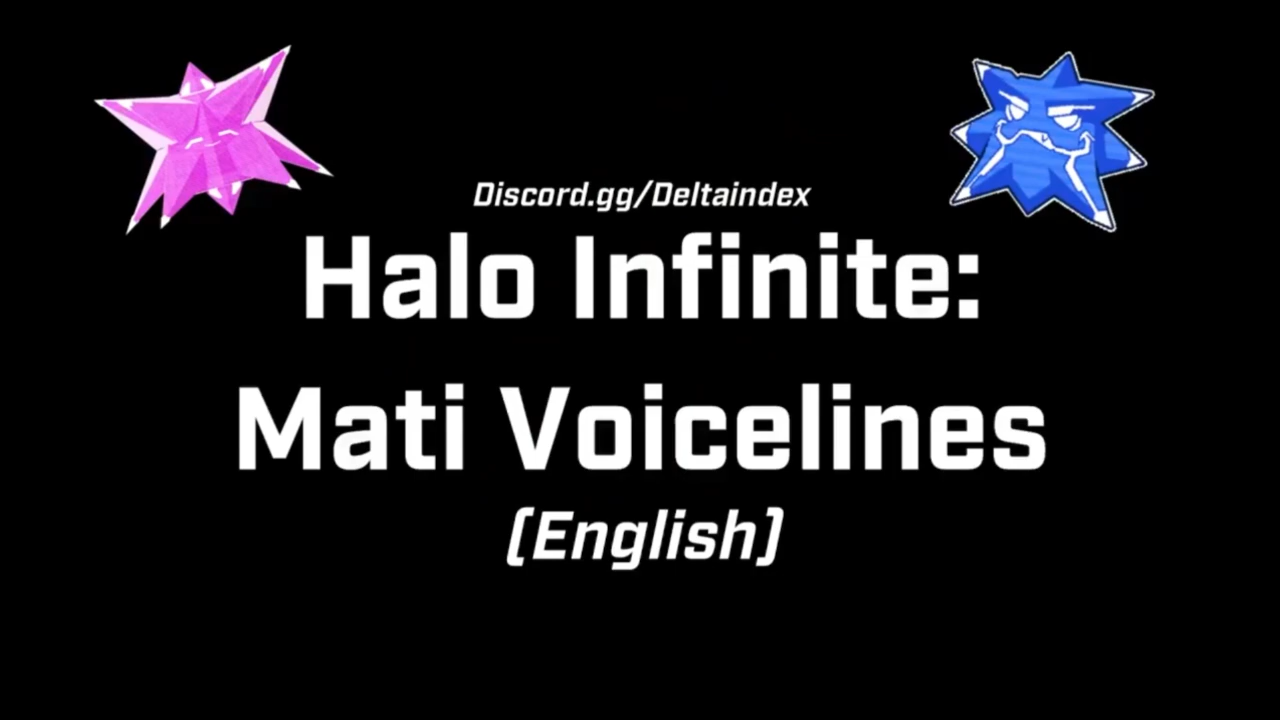 Discord.gg/Deltaindex
Halo Infinite:
Mati Voicelines
(English)